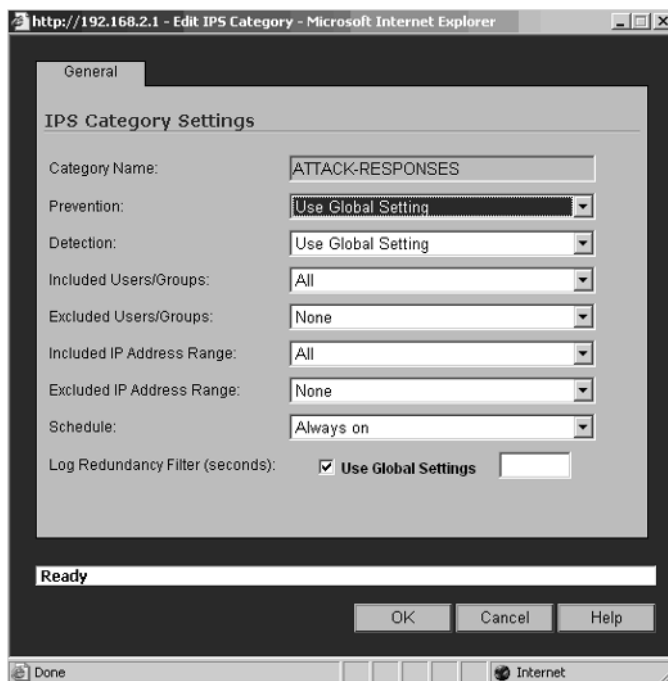 http://192.168.2.1 - Edit IPS Category - Microsoft Internet Explorer
General
IPS Category Settings
Category Name: ATTACK-RESPONSES
Prevention: Use Global Setting
Detection: Use Global Setting
Included Users/Groups: All
Excluded Users/Groups: None
Included IP Address Range: All
Excluded IP Address Range: None
Schedule: Always on
Log Redundancy Filter (seconds): Use Global Settings
Ready
OK Cancel Help
Done Internet